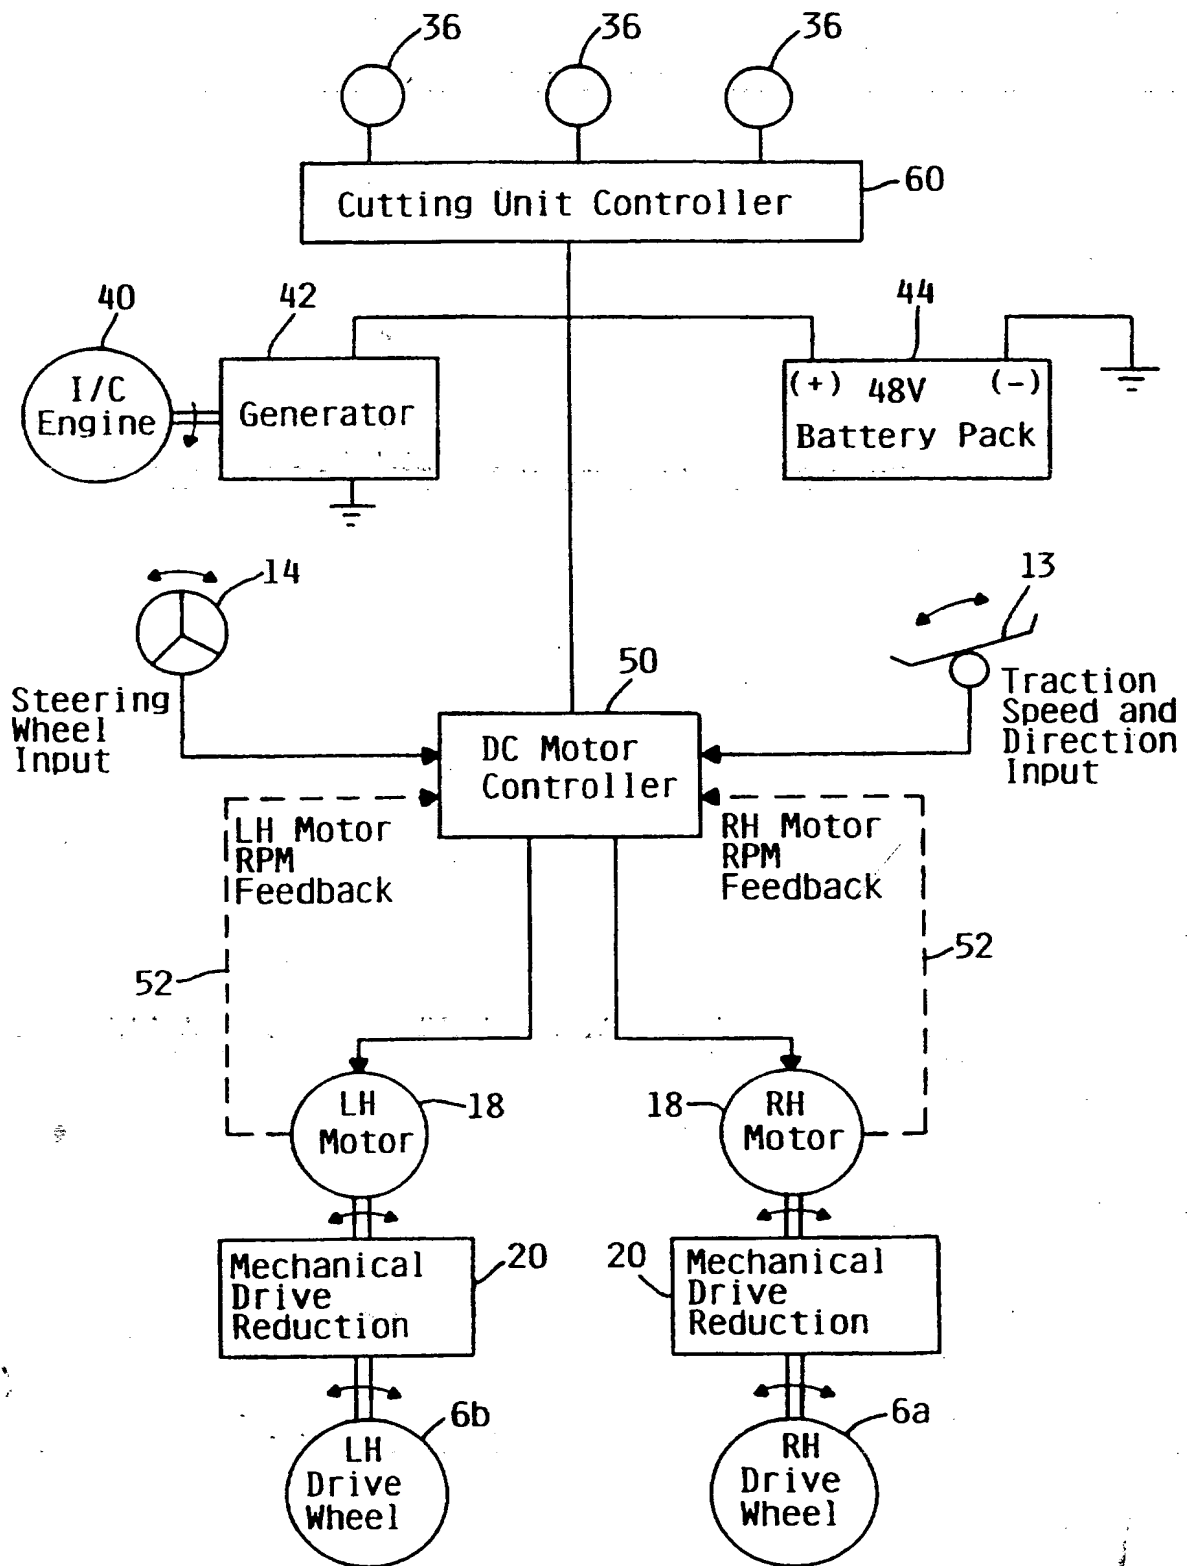 36
36
36
Cutting Unit Controller
60
40
42
44
I/C
Engine
Generator
(+) 48V (-)
Battery Pack
14
13
Steering
Wheel
Input
50
DC Motor
Controller
Traction
Speed and
Direction
Input
LH Motor
RPM
Feedback
RH Motor
RPM
Feedback
52
52
LH
Motor
18
18
RH
Motor
Mechanical
Drive
Reduction
20
20
Mechanical
Drive
Reduction
6b
6a
LH
Drive
Wheel
RH
Drive
Wheel